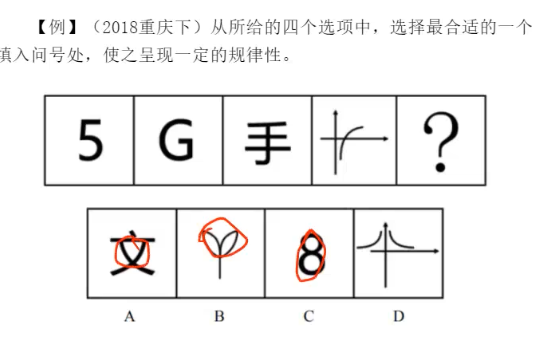 【例】（2018重庆下）从所给的四个选项中，选择最合适的一个
填入问号处，使之呈现一定的规律性。
5 G 手 ?
文 8
A B C D